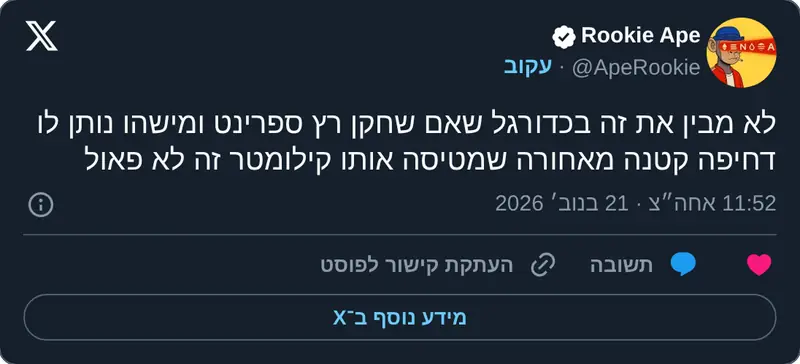 Rookie Ape
@ApeRookie · עקוב
לא מבין את זה בכדורגל שאם שחקן רץ ספרינט ומישהו נותן לו
דחיפה קטנה מאחורה שמטיסה אותו קילומטר זה לא פאול
11:52 אחה״צ · 21 בנוב׳ 2026
תשובה
העתקת קישור לפוסט
מידע נוסף ב־X